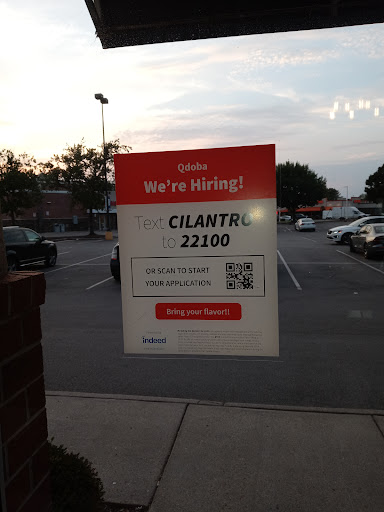 Qdoba
We're Hiring!
Text CILANTRO
to 22100
OR SCAN TO START
YOUR APPLICATION
Bring your flavor!!
indeed